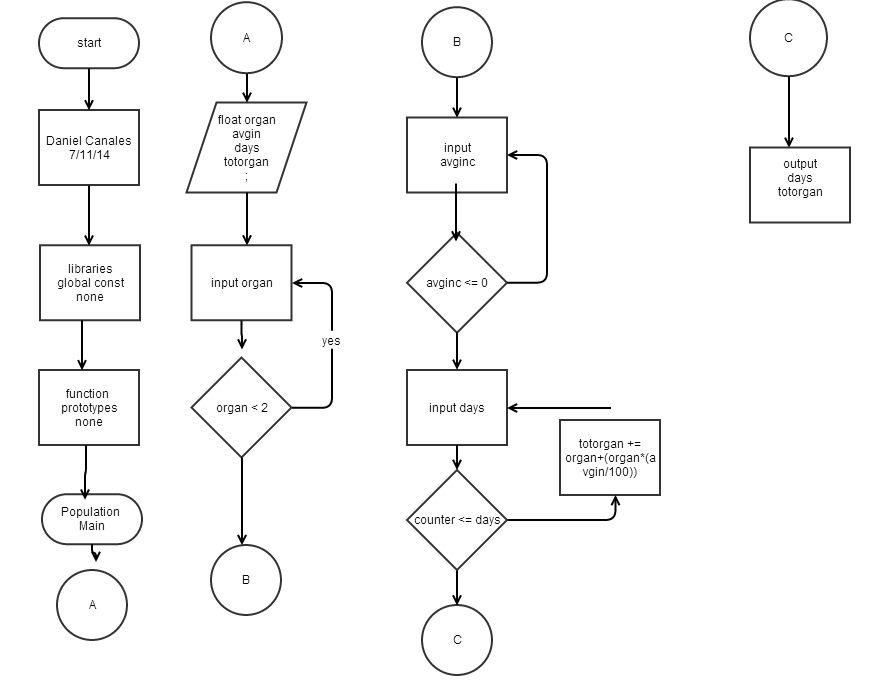 start
Daniel Canales
7/11/14
libraries
global const
none
function
prototypes
none
Population
Main
A
A
float organ
avgin
days
totorgan
;
input organ
yes
organ < 2
B
B
input
avginc
avginc <= 0
input days
totorgan +=
organ+(organ*(a
vgin/100))
counter <= days
C
C
output
days
totorgan